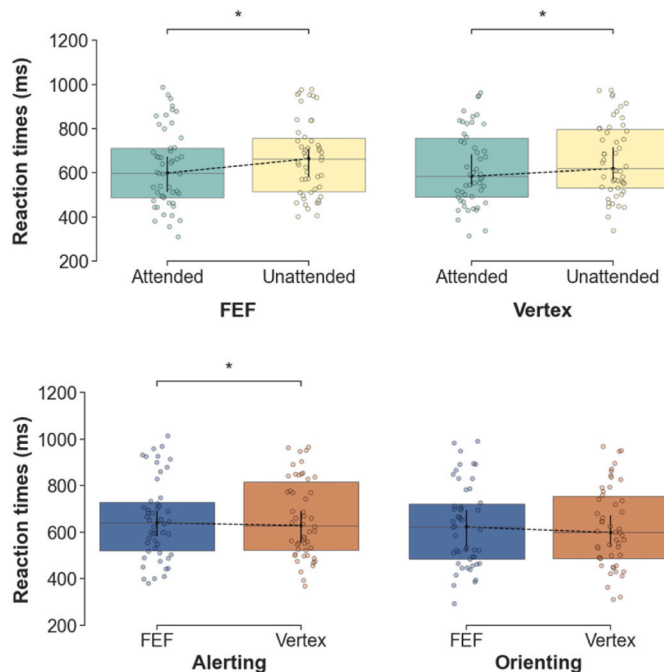 * *
1200
1000
800
600
400
200
Reaction times (ms)
Attended Unattended Attended Unattended
FEF Vertex
*
1200
1000
800
600
400
200
Reaction times (ms)
FEF Vertex FEF Vertex
Alerting Orienting